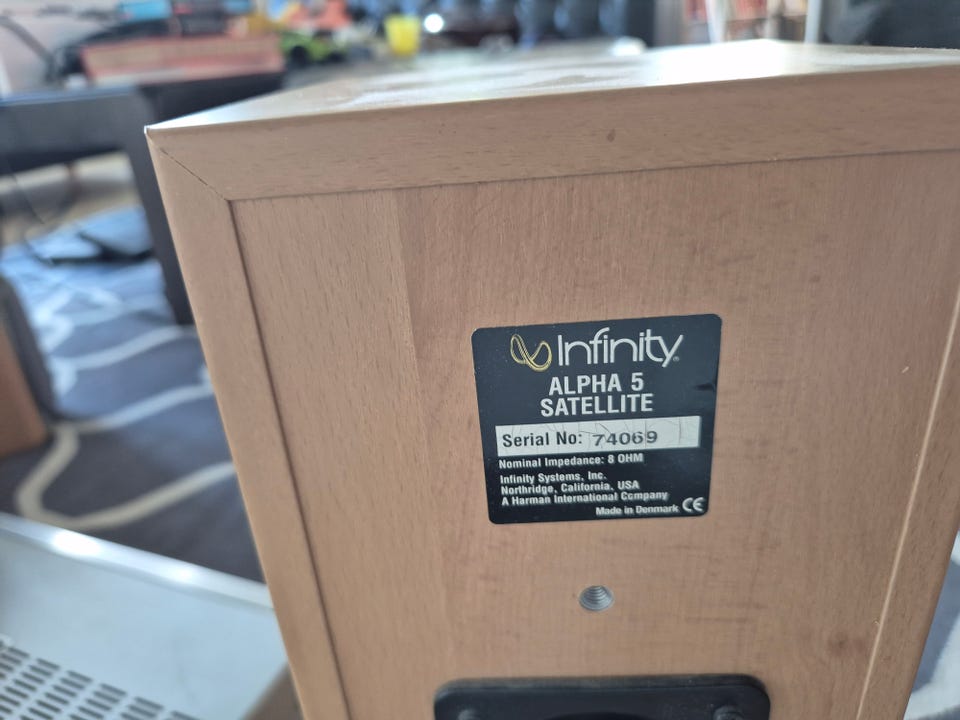 Infinity
ALPHA 5
SATELLITE
Serial No: 74069
Nominal Impedance: 8 OHM
Infinity Systems, Inc.
Northridge, California, USA
A Harman International Company
Made in Denmark CE